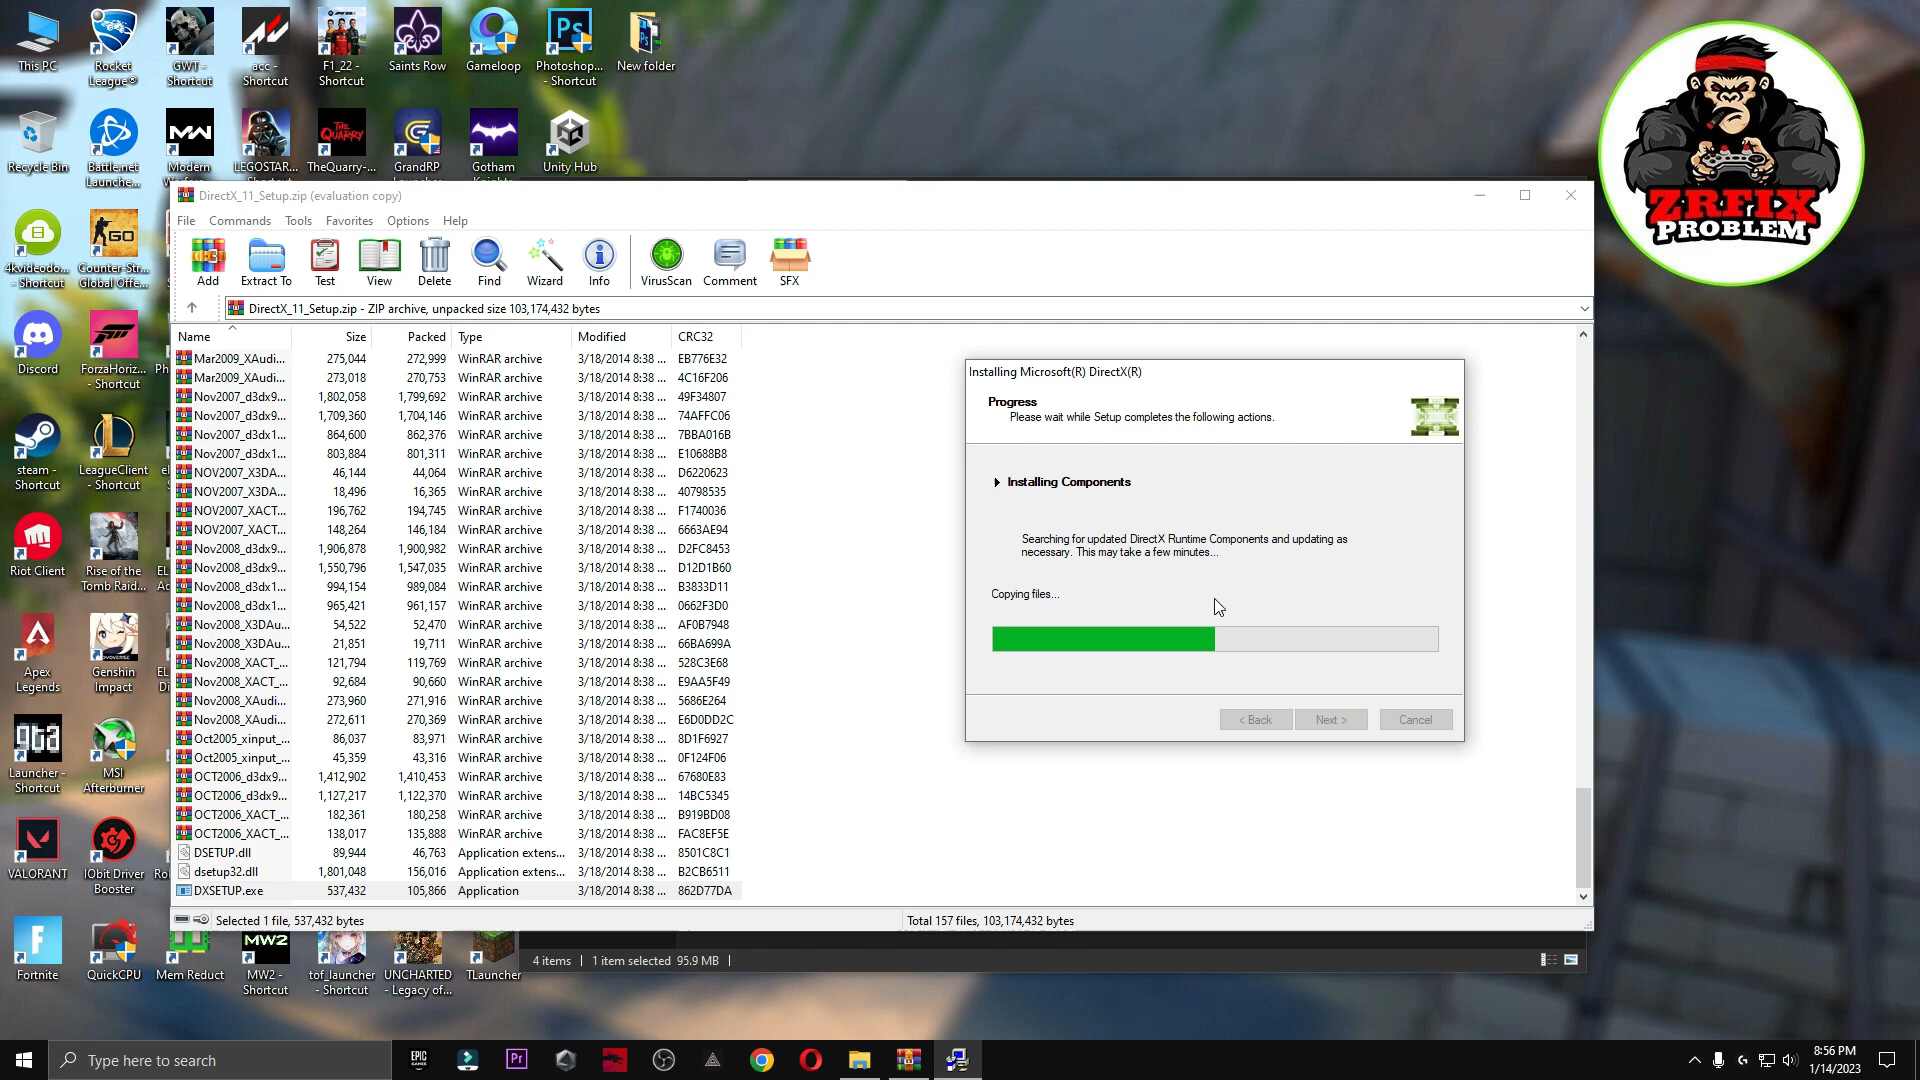 This PC
Rocket
League®
GWT -
Shortcut
acc -
Shortcut
F1_22 -
Shortcut
Saints Row
Gameloop
Photoshop...
- Shortcut
New folder
Recycle Bin
Battle.net
Launche...
Modern
LEGOSTAR...
TheQuarry-...
GrandRP
Gotham
Unity Hub
ZRFIX
PROBLEM
DirectX_11_Setup.zip (evaluation copy)
File Commands Tools Favorites Options Help
Add Extract To Test View Delete Find Wizard Info VirusScan Comment SFX
DirectX_11_Setup.zip - ZIP archive, unpacked size 103,174,432 bytes
Name Size Packed Type Modified CRC32
Mar2009_XAudi... 275,044 272,999 WinRAR archive 3/18/2014 8:38 ... EB776E32
Mar2009_XAudi... 273,018 270,753 WinRAR archive 3/18/2014 8:38 ... 4C16F206
Nov2007_d3dx9... 1,802,058 1,799,692 WinRAR archive 3/18/2014 8:38 ... 49F34807
Nov2007_d3dx9... 1,709,360 1,704,146 WinRAR archive 3/18/2014 8:38 ... 74AFFC06
Nov2007_d3dx1... 864,600 862,376 WinRAR archive 3/18/2014 8:38 ... 7BBA016B
Nov2007_d3dx1... 803,884 801,311 WinRAR archive 3/18/2014 8:38 ... E10688B8
NOV2007_X3DA... 46,144 44,064 WinRAR archive 3/18/2014 8:38 ... D6220623
NOV2007_X3DA... 18,496 16,365 WinRAR archive 3/18/2014 8:38 ... 40798535
NOV2007_XACT... 196,762 194,745 WinRAR archive 3/18/2014 8:38 ... F1740036
NOV2007_XACT... 148,264 146,184 WinRAR archive 3/18/2014 8:38 ... 6663AE94
Nov2008_d3dx9... 1,906,878 1,900,982 WinRAR archive 3/18/2014 8:38 ... D2FC8453
Nov2008_d3dx9... 1,550,796 1,547,035 WinRAR archive 3/18/2014 8:38 ... D12D1B60
Nov2008_d3dx1... 994,154 989,084 WinRAR archive 3/18/2014 8:38 ... B3833D11
Nov2008_d3dx1... 965,421 961,157 WinRAR archive 3/18/2014 8:38 ... 0662F3D0
Nov2008_X3DAu... 54,522 52,470 WinRAR archive 3/18/2014 8:38 ... AF0B7948
Nov2008_X3DAu... 21,851 19,711 WinRAR archive 3/18/2014 8:38 ... 66BA699A
Nov2008_XACT_... 121,794 119,769 WinRAR archive 3/18/2014 8:38 ... 528C3E68
Nov2008_XACT_... 92,684 90,660 WinRAR archive 3/18/2014 8:38 ... E9AA5F49
Nov2008_XAudi... 273,960 271,916 WinRAR archive 3/18/2014 8:38 ... 5686E264
Nov2008_XAudi... 272,611 270,369 WinRAR archive 3/18/2014 8:38 ... E6D0DD2C
Oct2005_xinput_... 86,037 83,971 WinRAR archive 3/18/2014 8:38 ... 8D1F6927
Oct2005_xinput_... 45,359 43,316 WinRAR archive 3/18/2014 8:38 ... 0F124F06
OCT2006_d3dx9... 1,412,902 1,410,453 WinRAR archive 3/18/2014 8:38 ... 67680E83
OCT2006_d3dx9... 1,127,217 1,122,370 WinRAR archive 3/18/2014 8:38 ... 14BC5345
OCT2006_XACT_... 182,361 180,258 WinRAR archive 3/18/2014 8:38 ... B919BD08
OCT2006_XACT_... 138,017 135,888 WinRAR archive 3/18/2014 8:38 ... FAC8EF5E
DSETUP.dll 89,944 46,763 Application extens... 3/18/2014 8:38 ... 8501C8C1
dsetup32.dll 1,801,048 156,016 Application extens... 3/18/2014 8:38 ... B2CB6511
DXSETUP.exe 537,432 105,866 Application 3/18/2014 8:38 ... 862D77DA
Selected 1 file, 537,432 bytes
Total 157 files, 103,174,432 bytes
Installing Microsoft(R) DirectX(R)
Progress
Please wait while Setup completes the following actions.
Installing Components
Searching for updated DirectX Runtime Components and updating as
necessary. This may take a few minutes...
Copying files...
< Back Next > Cancel
4kvideodo...
- Shortcut
Counter-Str...
Global Offe...
Discord
ForzaHoriz...
- Shortcut
steam -
Shortcut
LeagueClient
- Shortcut
Riot Client
Rise of the
Tomb Raid...
Apex
Legends
Genshin
Impact
Launcher -
Shortcut
MSI
Afterburner
VALORANT
IObit Driver
Booster
Fortnite
QuickCPU
Mem Reduct
MW2 -
Shortcut
tof_launcher
- Shortcut
UNCHARTED
- Legacy of...
TLauncher
4 items 1 item selected 95.9 MB
Type here to search
8:56 PM
1/14/2023